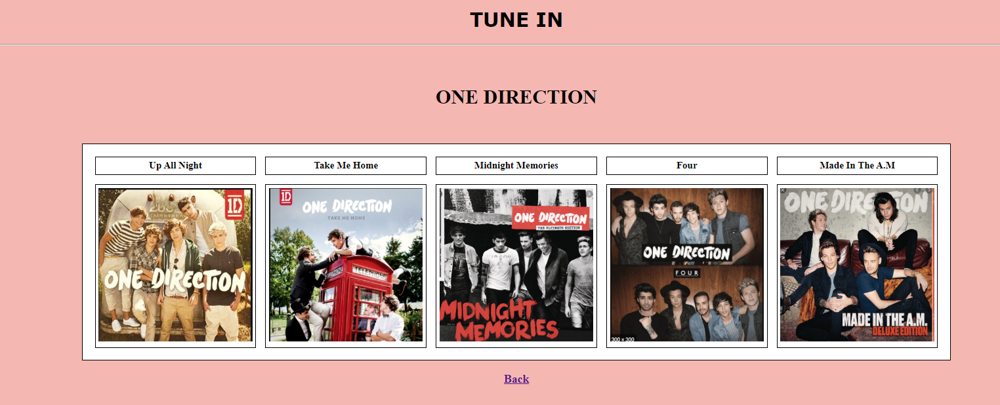 TUNE IN
ONE DIRECTION
Up All Night
Take Me Home
Midnight Memories
Four
Made In The A.M
1D
AIRSTREAM
ONE DIRECTION
1D
ONE DIRECTION
TAKE ME HOME
TELEPHONE
TELEPHONE
ONE DIRECTION
THE ULTIMATE EDITION
MIDNIGHT
MEMORIES
ONE DIRECTION
FOUR
300 × 300
ONE DIRECTION
MADE IN THE A.M.
DELUXE EDITION
Back